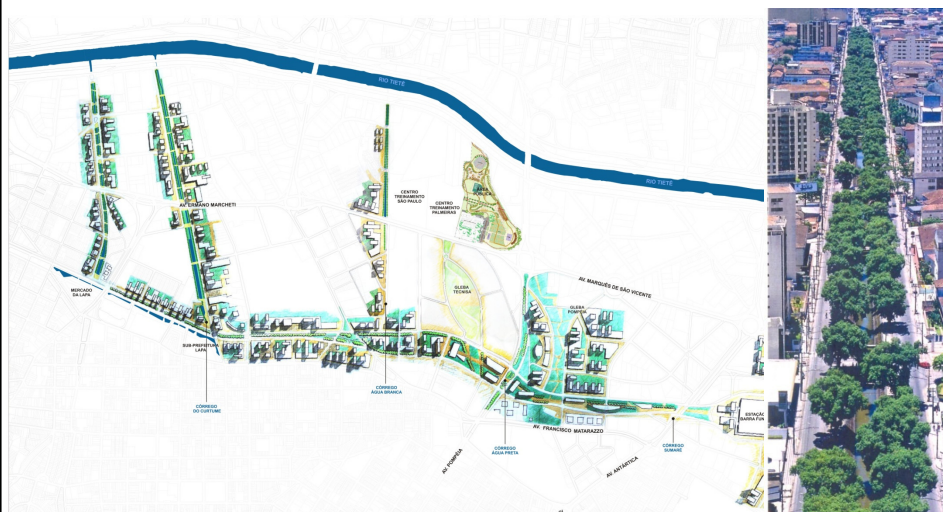 RIO TIETÊ
RIO TIETÊ
ÁREA
PÚBLICA
CENTRO
TREINAMENTO
SÃO PAULO
CENTRO
TREINAMENTO
PALMEIRAS
AV. ERMANO MARCHETI
MERCADO
DA LAPA
GLEBA
TECNISA
AV. MARQUÊS DE SÃO VICENTE
GLEBA
POMPÉIA
SUB-PREFEITURA
LAPA
CÓRREGO
DO CURTUME
CÓRREGO
ÁGUA BRANCA
ESTAÇÃO
BARRA FUN
AV. FRANCISCO MATARAZZO
CÓRREGO
ÁGUA PRETA
CÓRREGO
SUMARÉ
AV. POMPÉIA
AV. ANTÁRTICA